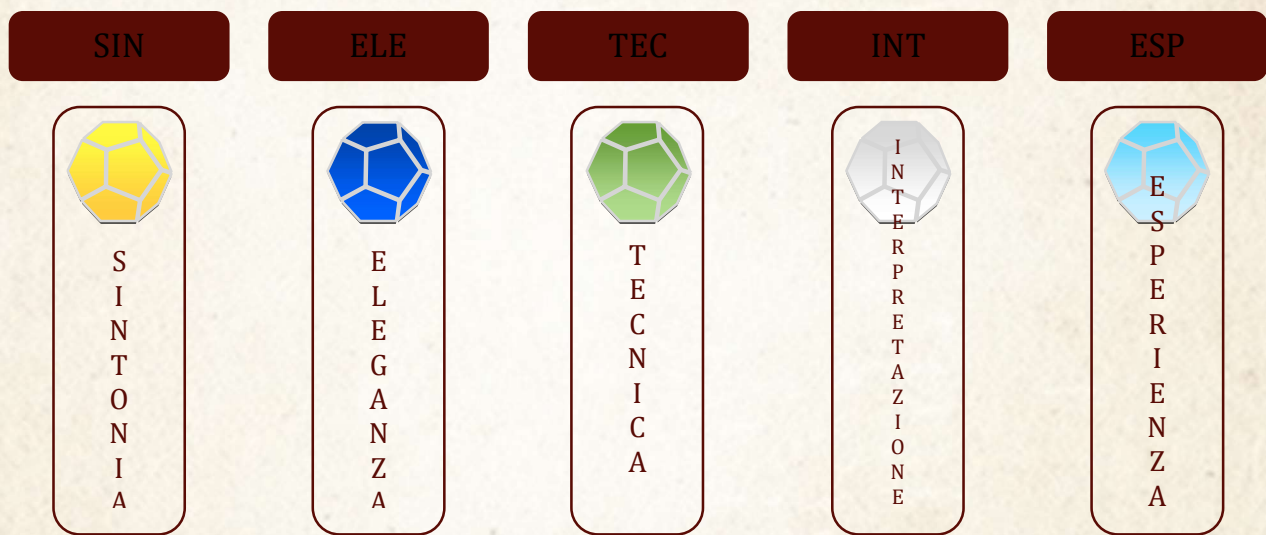 SIN
ELE
TEC
INT
ESP
SINTONIA
ELEGANZA
TECNICA
INTERPRETAZIONE
ESPERIENZA